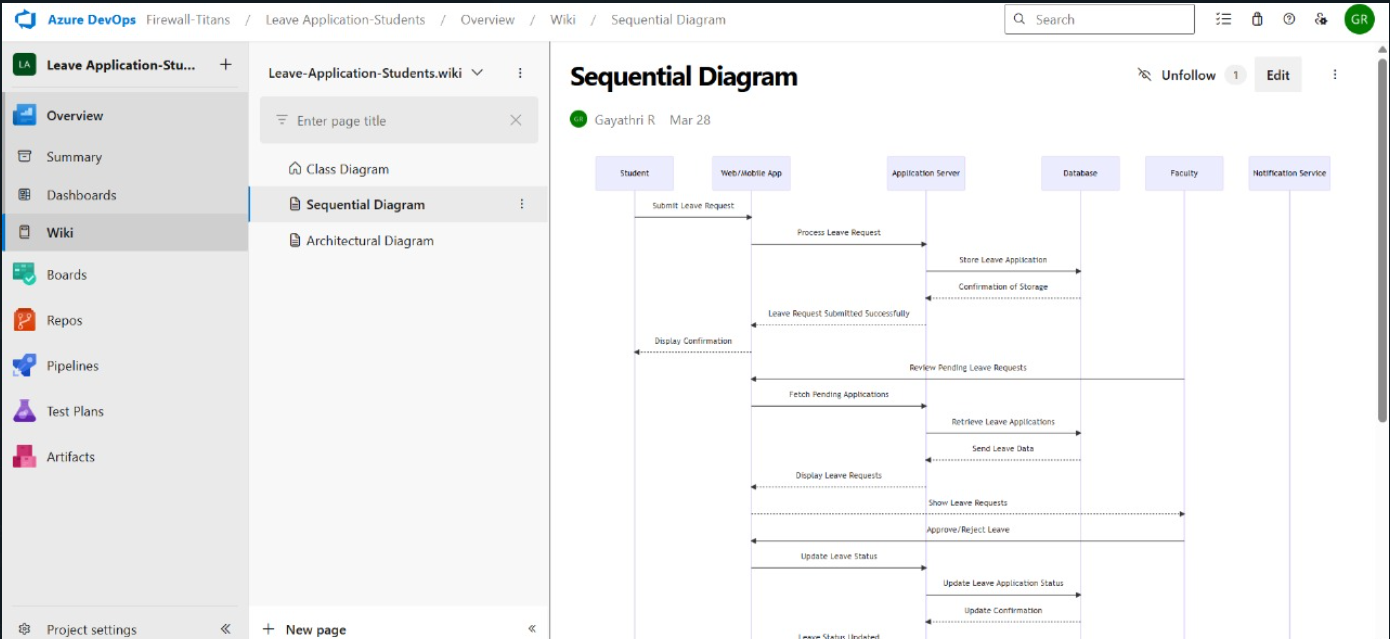 Azure DevOps Firewall-Titans / Leave Application-Students / Overview / Wiki / Sequential Diagram
Search
GR
LA Leave Application-Stu... +
Overview
Summary
Dashboards
Wiki
Boards
Repos
Pipelines
Test Plans
Artifacts
Project settings «
Leave-Application-Students.wiki
Enter page title
Class Diagram
Sequential Diagram
Architectural Diagram
+ New page «
Sequential Diagram
Unfollow 1 Edit
GR Gayathri R Mar 28
Student Web/Mobile App Application Server Database Faculty Notification Service
Submit Leave Request
Process Leave Request
Store Leave Application
Confirmation of Storage
Leave Request Submitted Successfully
Display Confirmation
Review Pending Leave Requests
Fetch Pending Applications
Retrieve Leave Applications
Send Leave Data
Display Leave Requests
Show Leave Requests
Approve/Reject Leave
Update Leave Status
Update Leave Application Status
Update Confirmation
Leave Status Updated